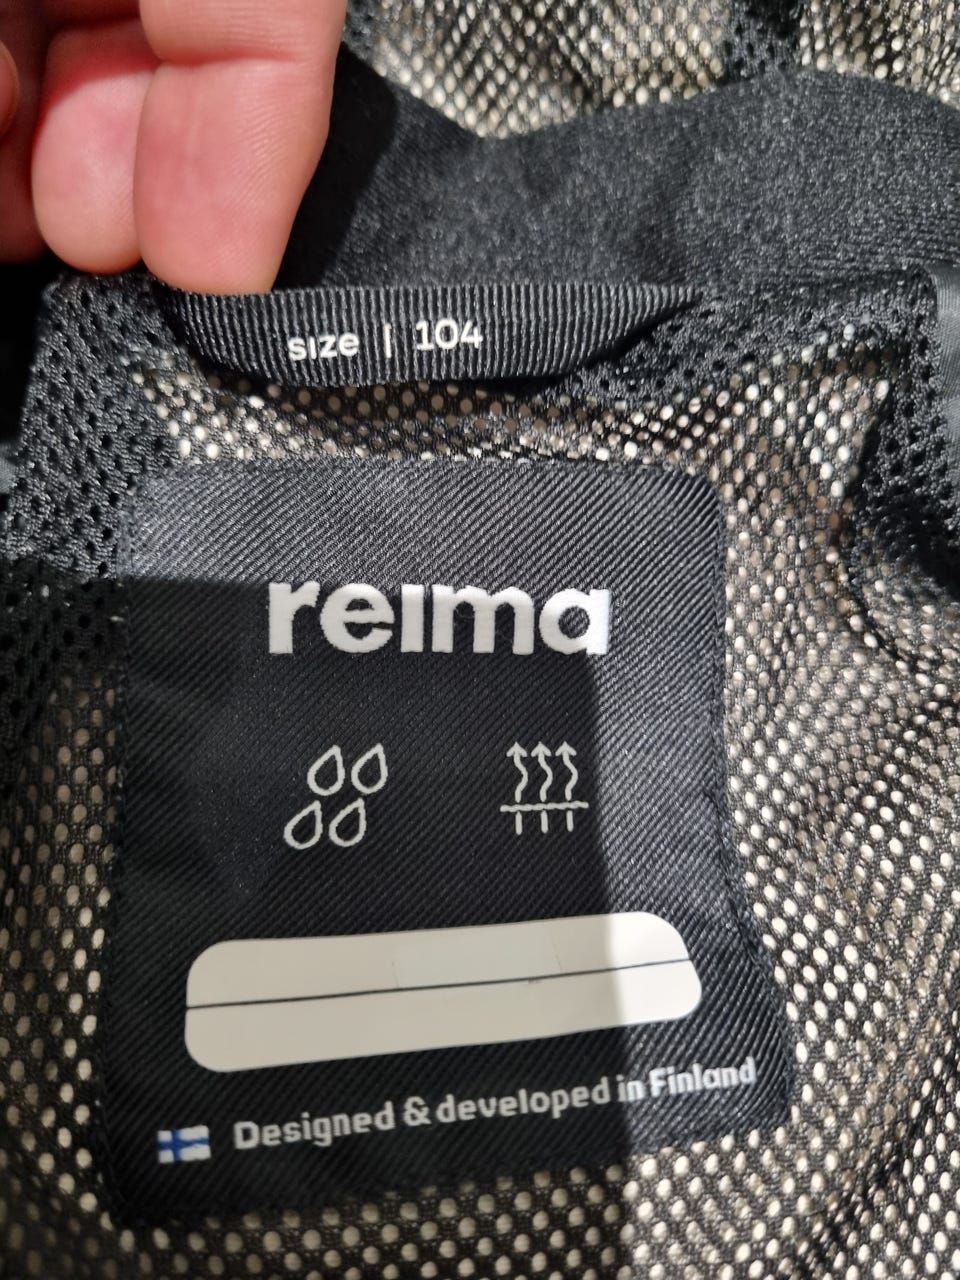 size | 104
reima
Designed & developed in Finland